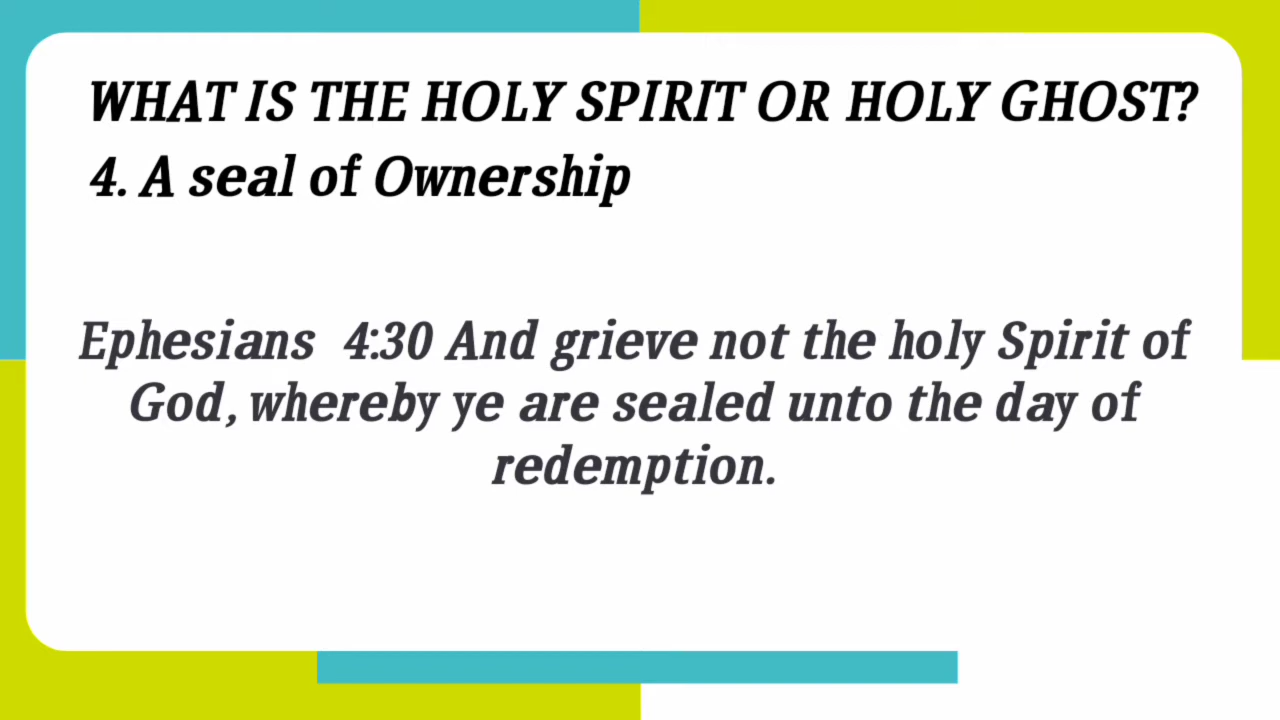 WHAT IS THE HOLY SPIRIT OR HOLY GHOST?
4. A seal of Ownership
Ephesians  4:30 And grieve not the holy Spirit of
God, whereby ye are sealed unto the day of
redemption.